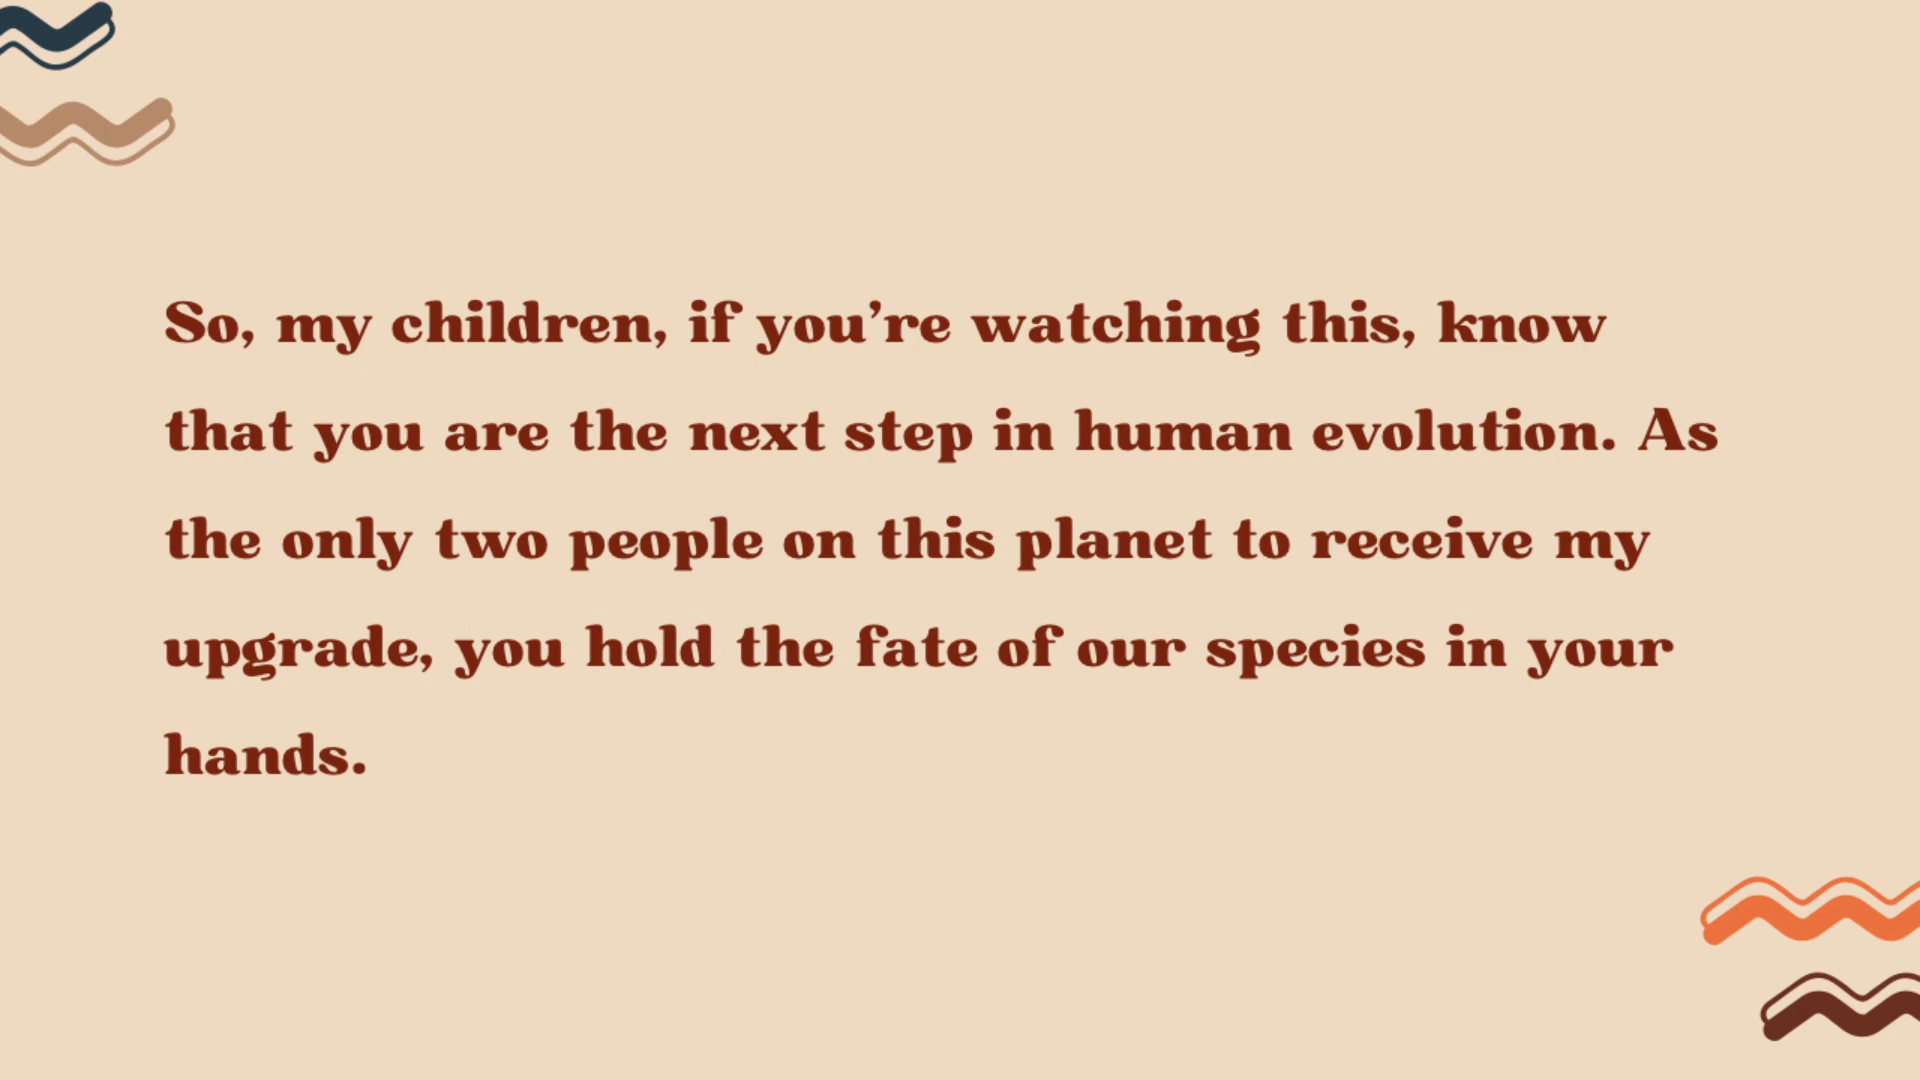 So, my children, if you’re watching this, know
that you are the next step in human evolution. As
the only two people on this planet to receive my
upgrade, you hold the fate of our species in your
hands.